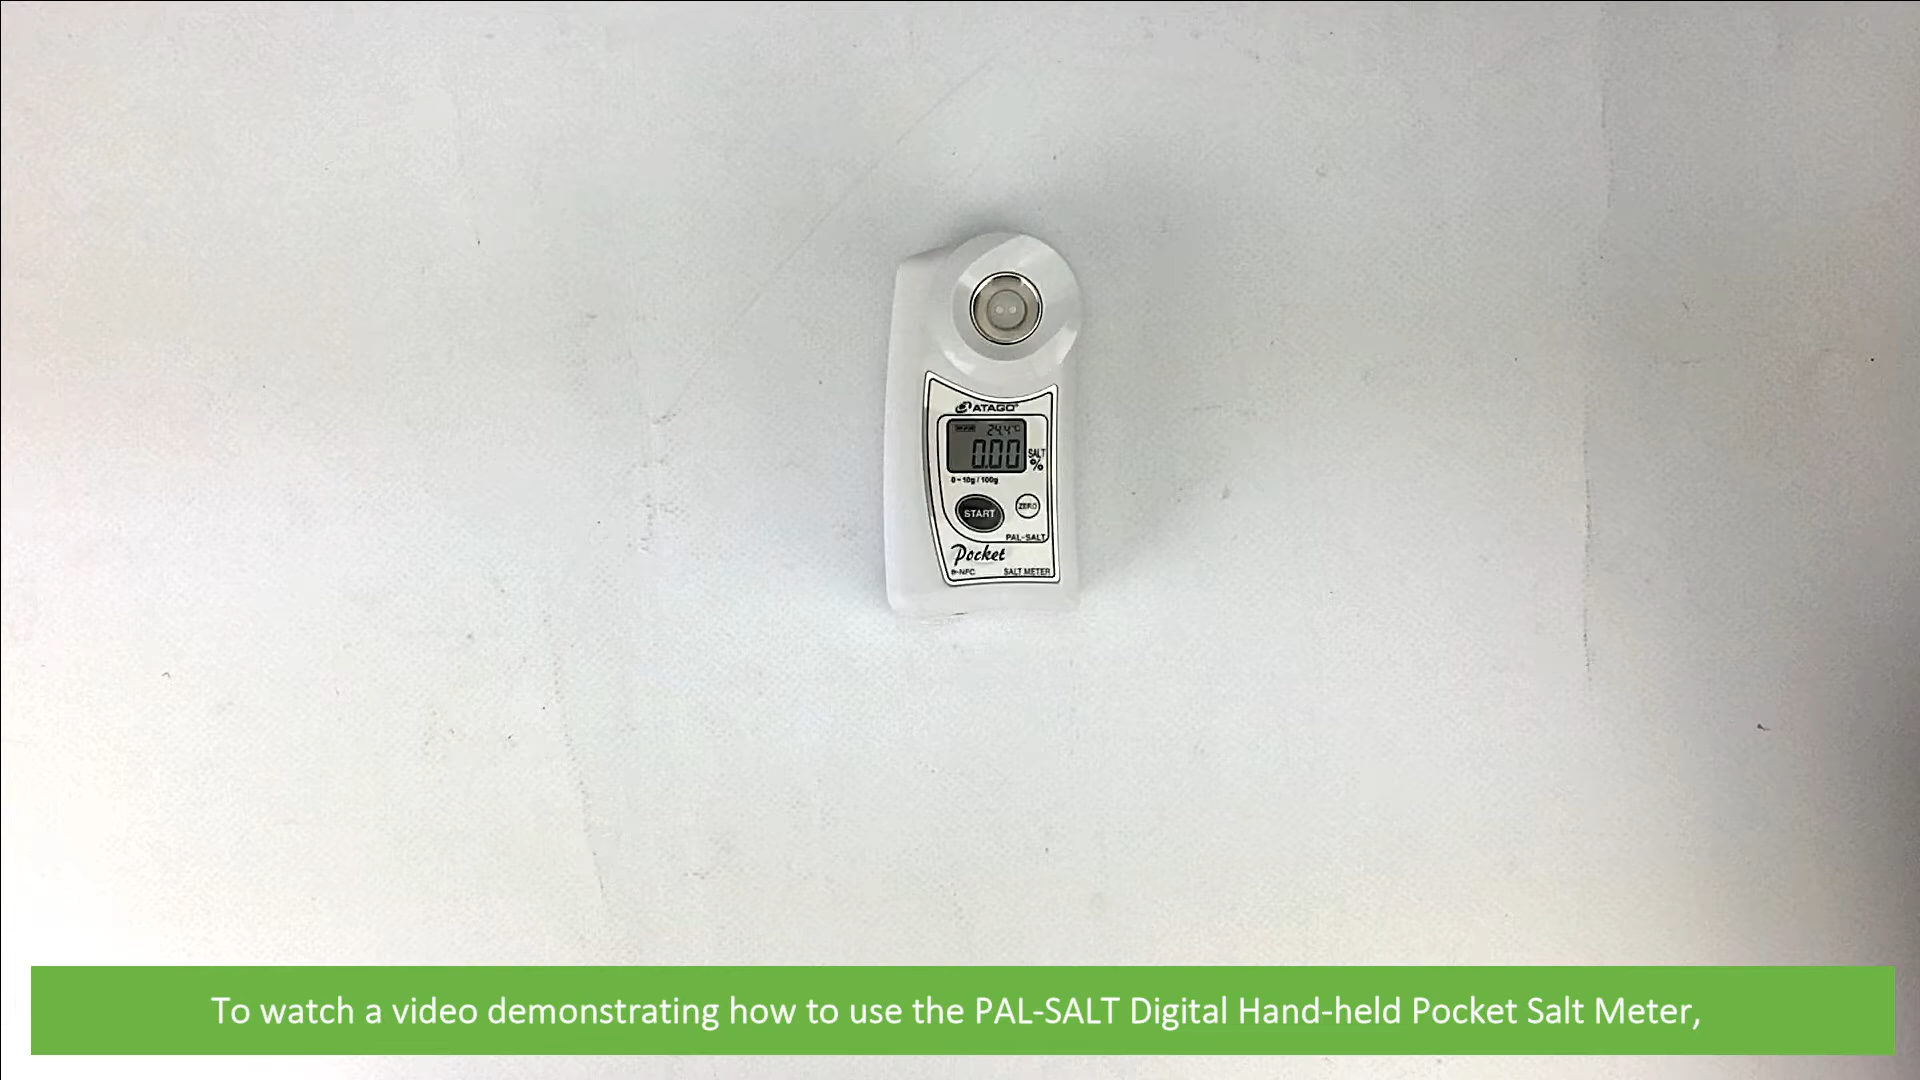 ATAGO
24.4°C
0.00
SALT
%
0 - 10g / 100g
START
ZERO
PAL-SALT
Pocket
NFC
SALT METER
To watch a video demonstrating how to use the PAL-SALT Digital Hand-held Pocket Salt Meter,